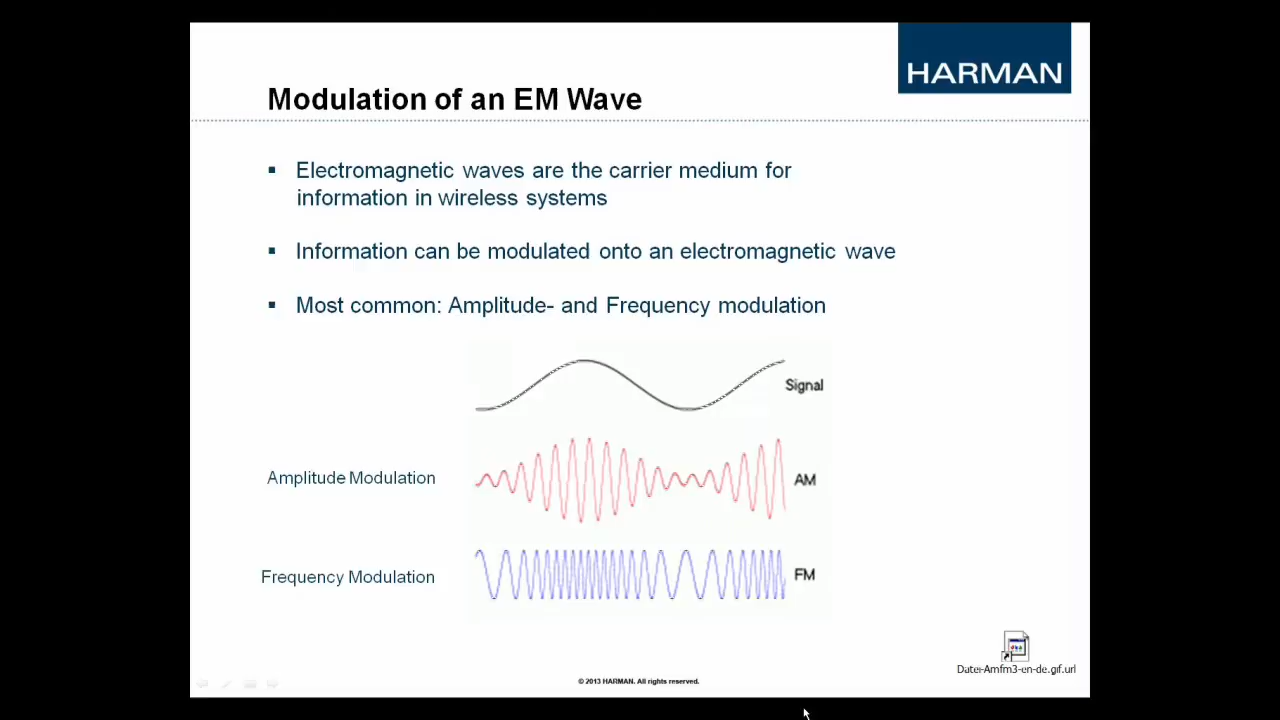 HARMAN
Modulation of an EM Wave
Electromagnetic waves are the carrier medium for
information in wireless systems
Information can be modulated onto an electromagnetic wave
Most common: Amplitude- and Frequency modulation
Signal
Amplitude Modulation
AM
Frequency Modulation
FM
Datei-Amfm3-en-de.gif.url
© 2013 HARMAN. All rights reserved.